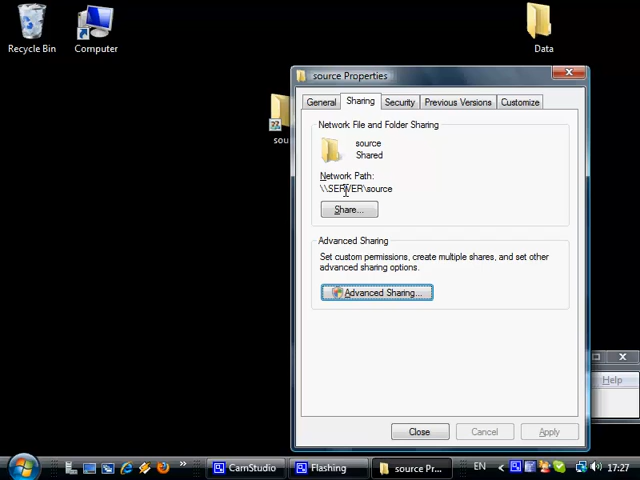 Recycle Bin
Computer
Data
source Properties
General
Sharing
Security
Previous Versions
Customize
Network File and Folder Sharing
source
Shared
Network Path:
\\SERVER\source
Share...
Advanced Sharing
Set custom permissions, create multiple shares, and set other
advanced sharing options.
Advanced Sharing...
Help
Close
Cancel
Apply
CamStudio
Flashing
source Pr...
EN
17:27